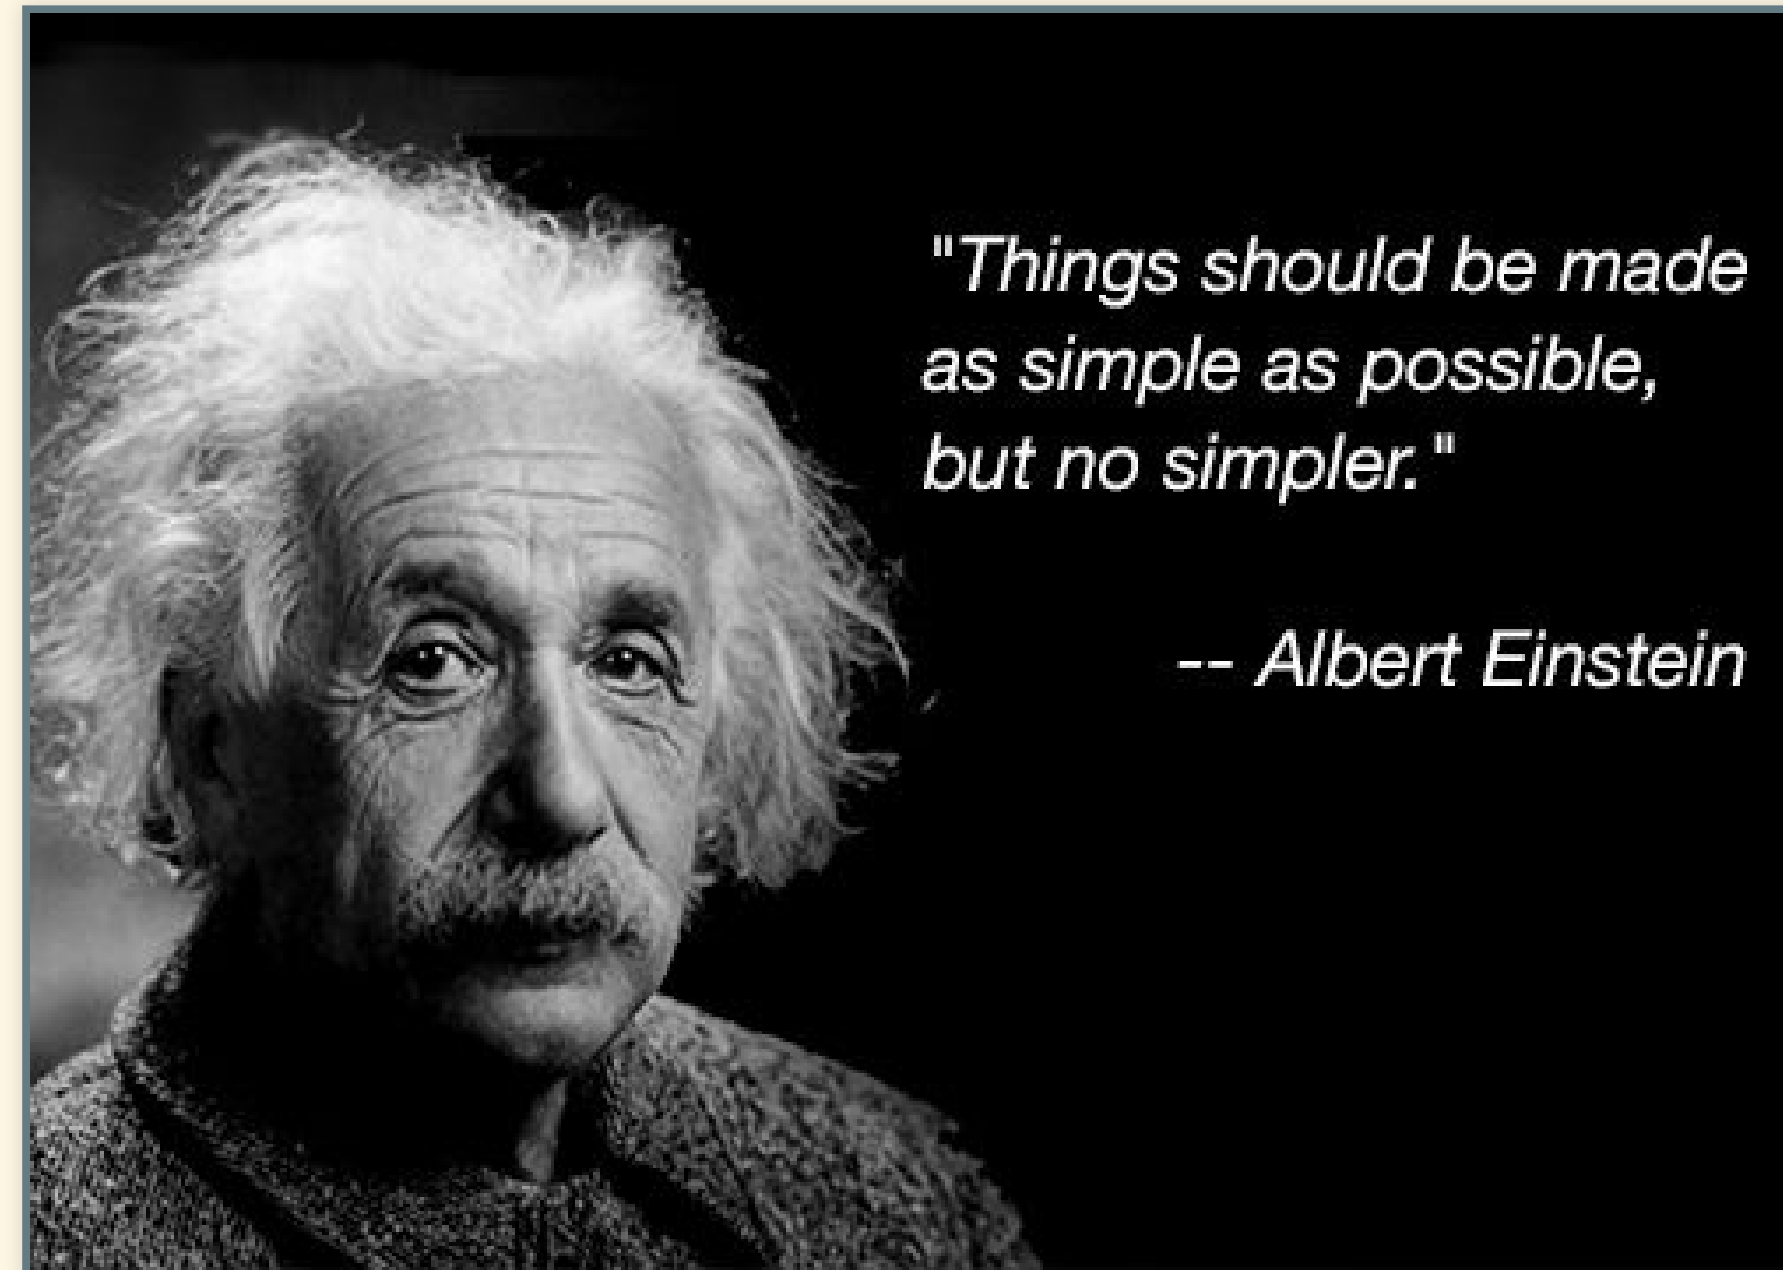 "Things should be made
as simple as possible,
but no simpler."
-- Albert Einstein